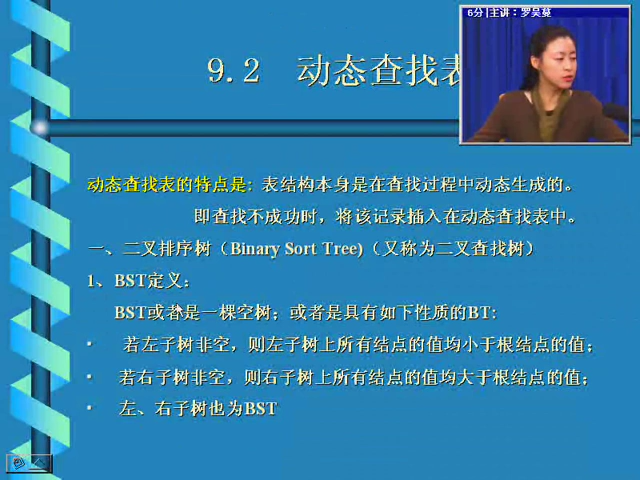 6分|主讲：罗昊蔓
9.2 动态查找表
动态查找表的特点是: 表结构本身是在查找过程中动态生成的。
即查找不成功时，将该记录插入在动态查找表中。
一、二叉排序树（Binary Sort Tree)（又称为二叉查找树）
1、BST定义：
BST或者是一棵空树；或者是具有如下性质的BT:
· 若左子树非空，则左子树上所有结点的值均小于根结点的值；
· 若右子树非空，则右子树上所有结点的值均大于根结点的值；
· 左、右子树也为BST